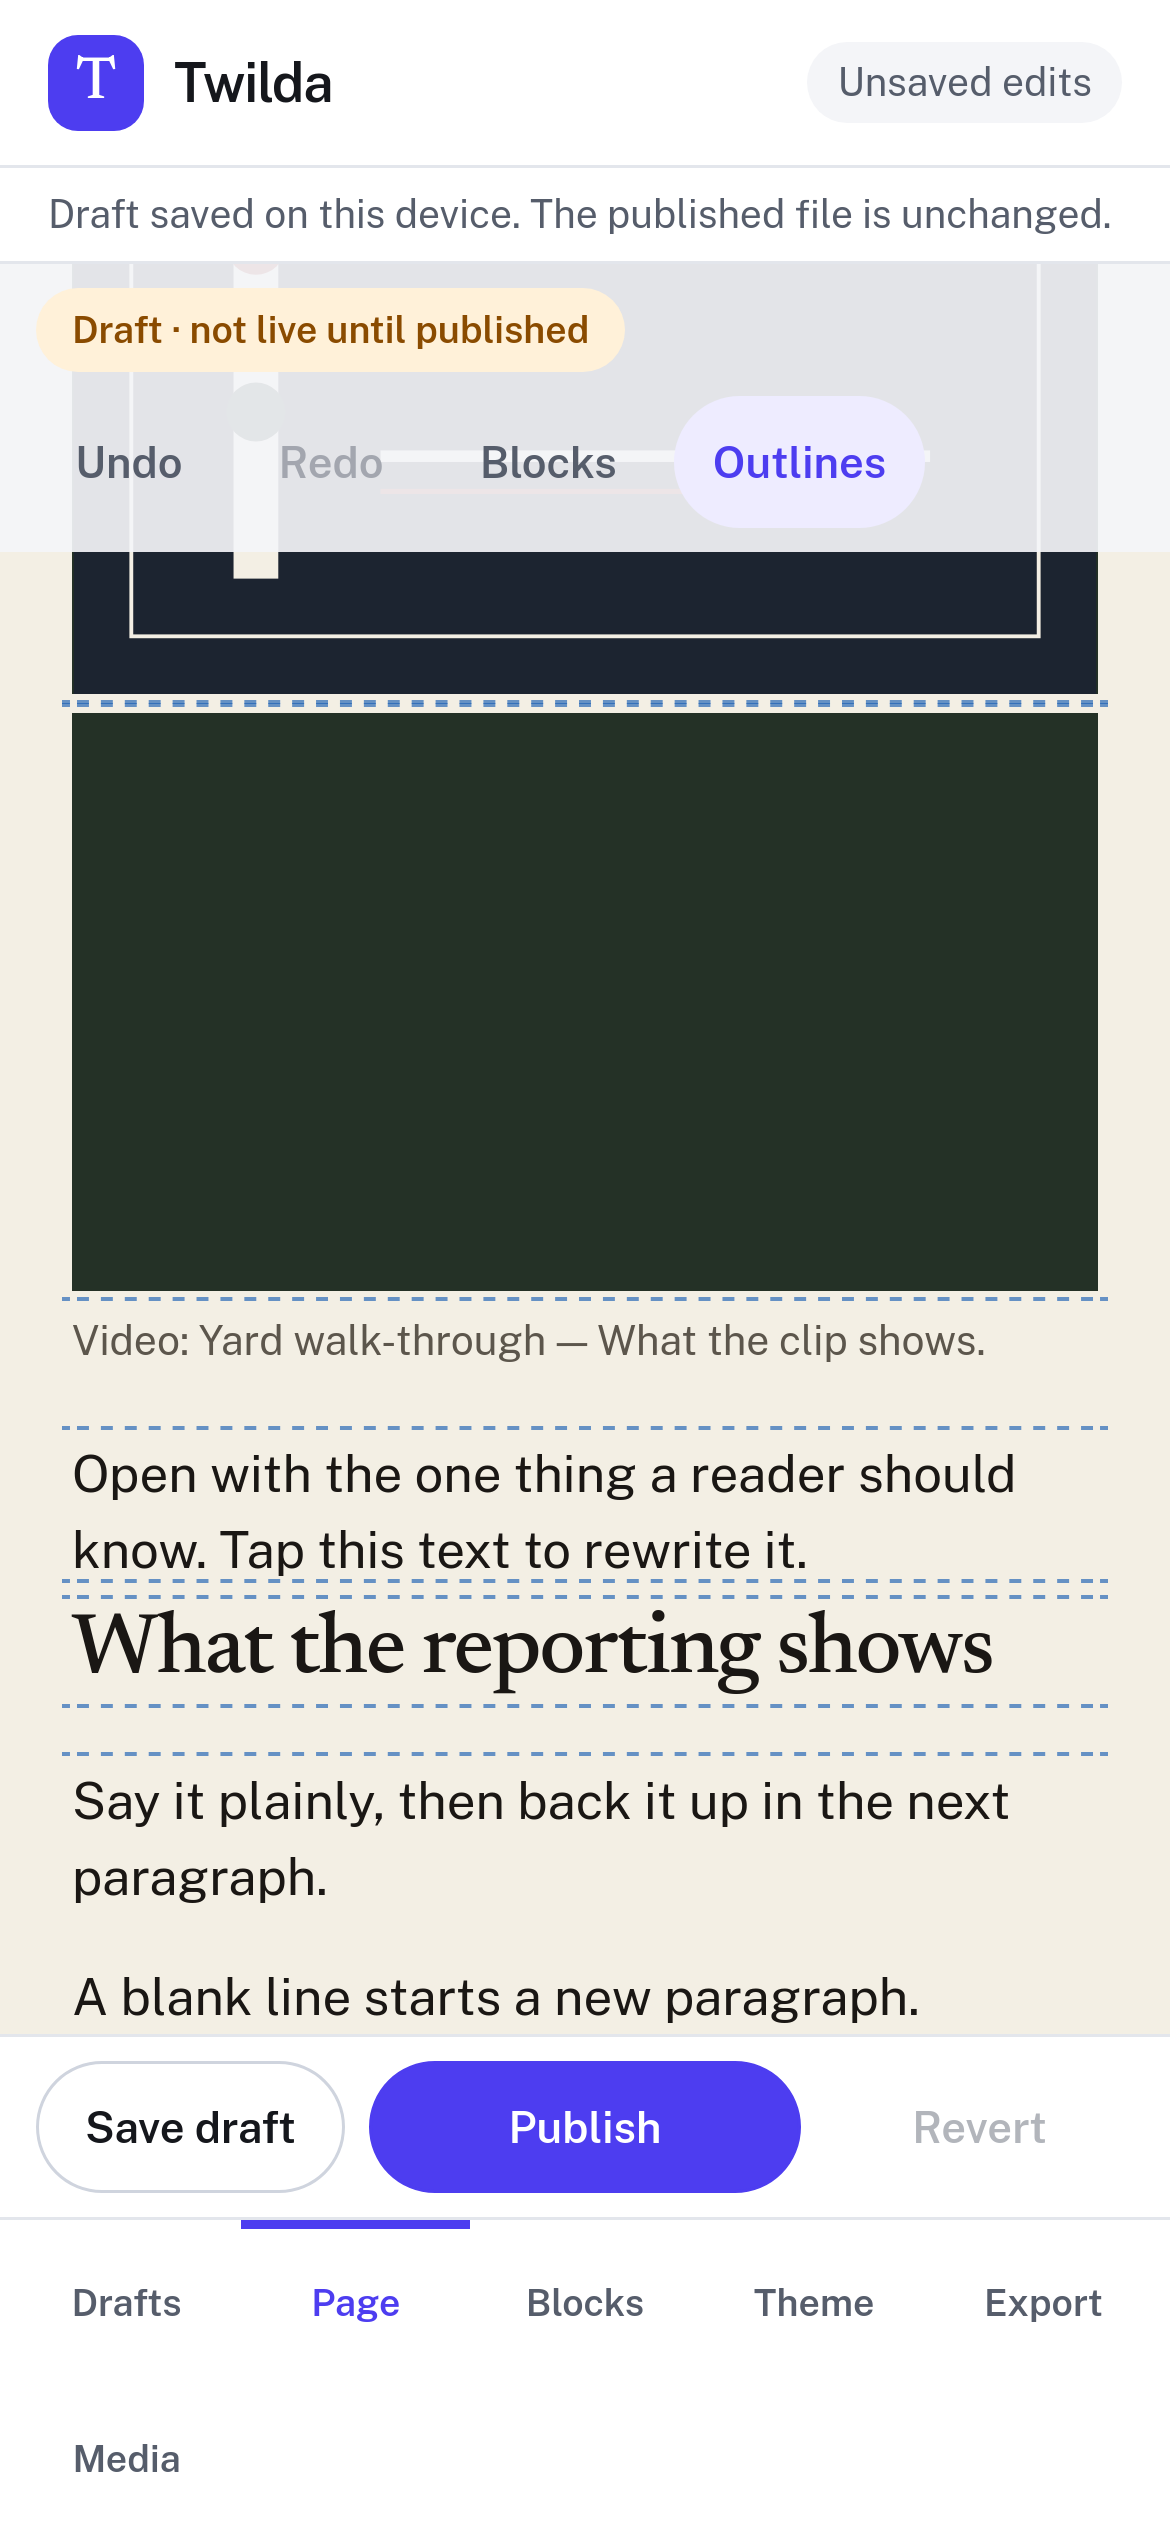 T
Twilda
Unsaved edits
Draft saved on this device. The published file is unchanged.
Draft · not live until published
Undo Redo Blocks Outlines
Video: Yard walk-through — What the clip shows.
Open with the one thing a reader should
know. Tap this text to rewrite it.
What the reporting shows
Say it plainly, then back it up in the next
paragraph.
A blank line starts a new paragraph.
Save draft Publish Revert
Drafts Page Blocks Theme Export
Media